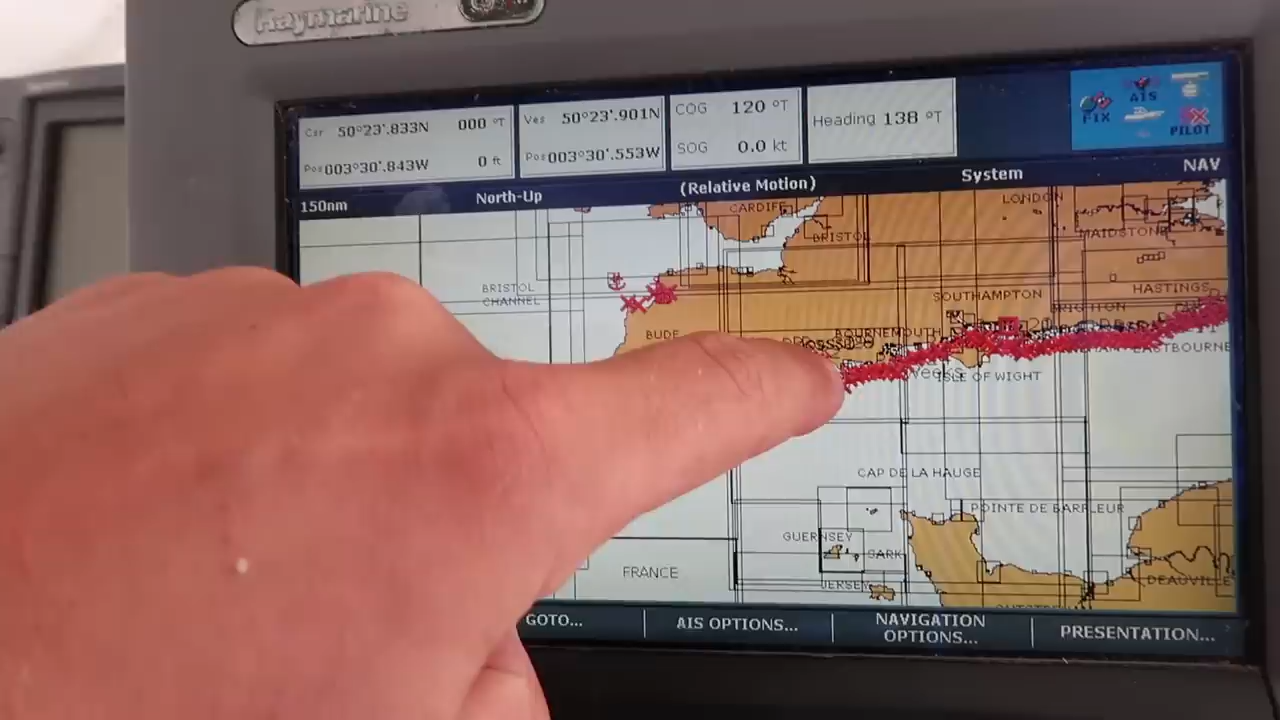 Raymarine
Csr 50°23'.833N 000 °T
Pos 003°30'.843W 0 ft
Ves 50°23'.901N
Pos 003°30'.553W
COG 120 °T
SOG 0.0 kt
Heading 138 °T
FIX
AIS
PILOT
150nm
North-Up
(Relative Motion)
System
NAV
CARDIFF
BRISTOL
LONDON
MAIDSTONE
BRISTOL
CHANNEL
SOUTHAMPTON
HASTINGS
BRIGHTON
BUDE
BOURNEMOUTH
EASTBOURNE
ISLE OF WIGHT
CAP DE LA HAUGE
POINTE DE BARFLEUR
GUERNSEY
SARK
FRANCE
JERSEY
DEAUVILLE
GOTO...
AIS OPTIONS...
NAVIGATION
OPTIONS...
PRESENTATION...